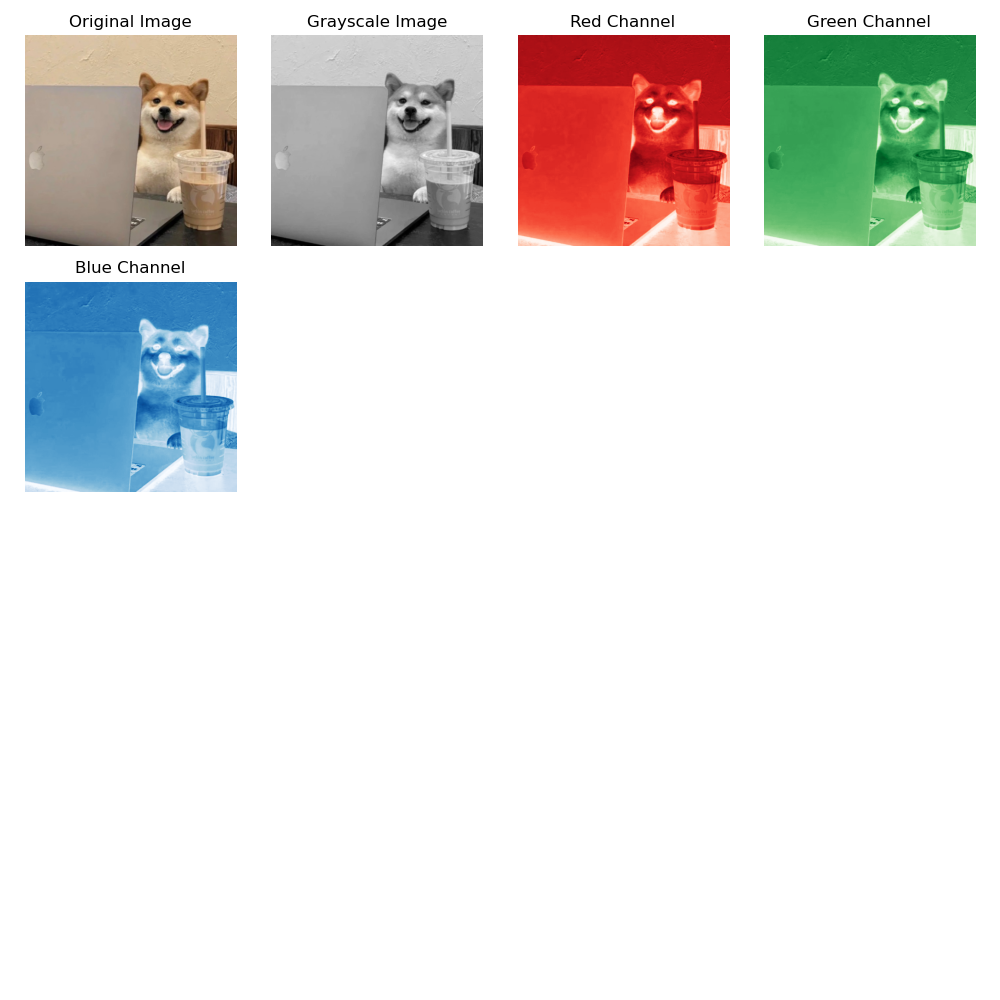 Original Image
Grayscale Image
Red Channel
Green Channel
Blue Channel